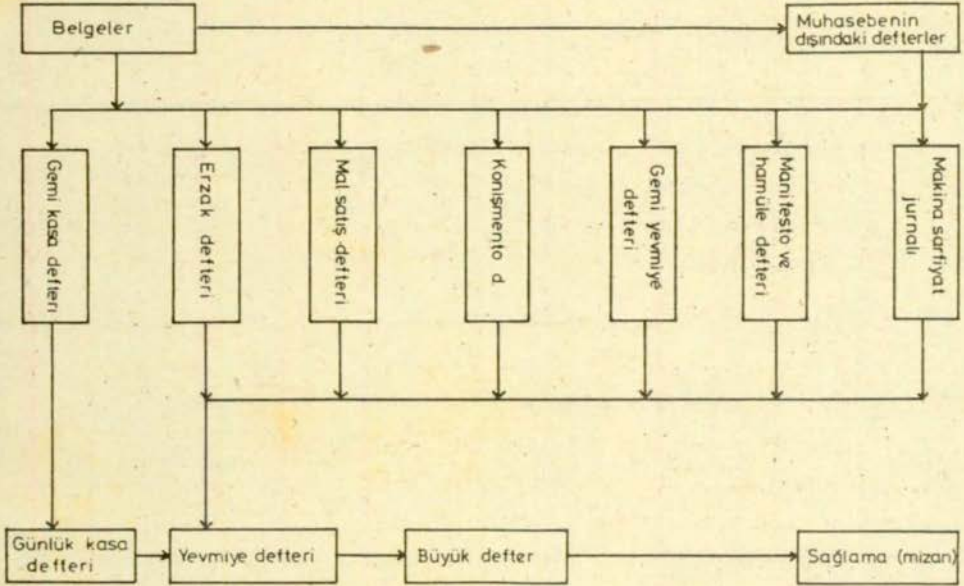 Belgeler
Muhasebenin
dışındaki defterler
Gemi kasa defteri
Erzak defteri
Mal satış defteri
Konişmento d.
Gemi yevmiye
defteri
Manifesto ve
hamüle defteri
Makina sarfiyat
jurnalı
Günlük kasa
defteri
Yevmiye defteri
Büyük defter
Sağlama (mizan)